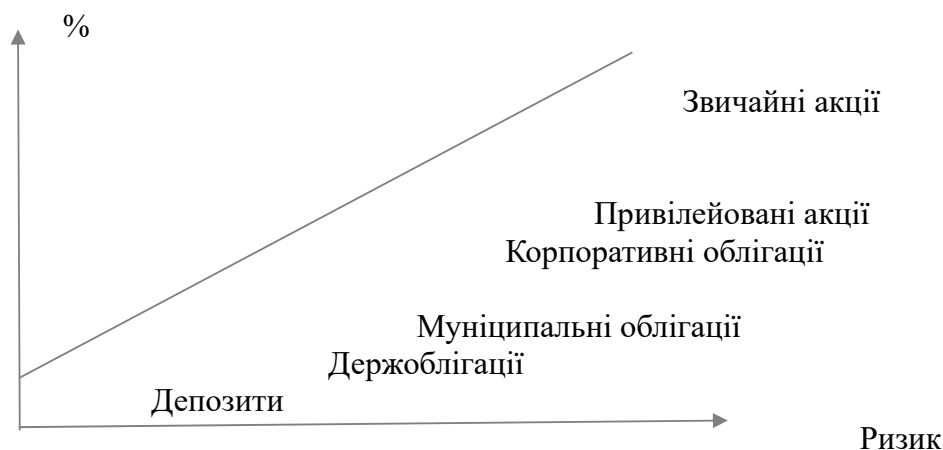 %
Звичайні акції
Привілейовані акції
Корпоративні облігації
Муніципальні облігації
Держоблігації
Депозити
Ризик